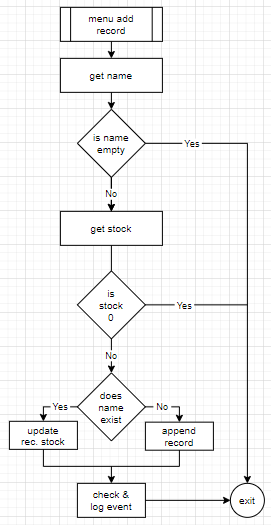 menu add
record
get name
is name
empty
Yes
No
get stock
is
stock
0
Yes
No
does
name
exist
Yes
No
update
rec. stock
append
record
check &
log event
exit